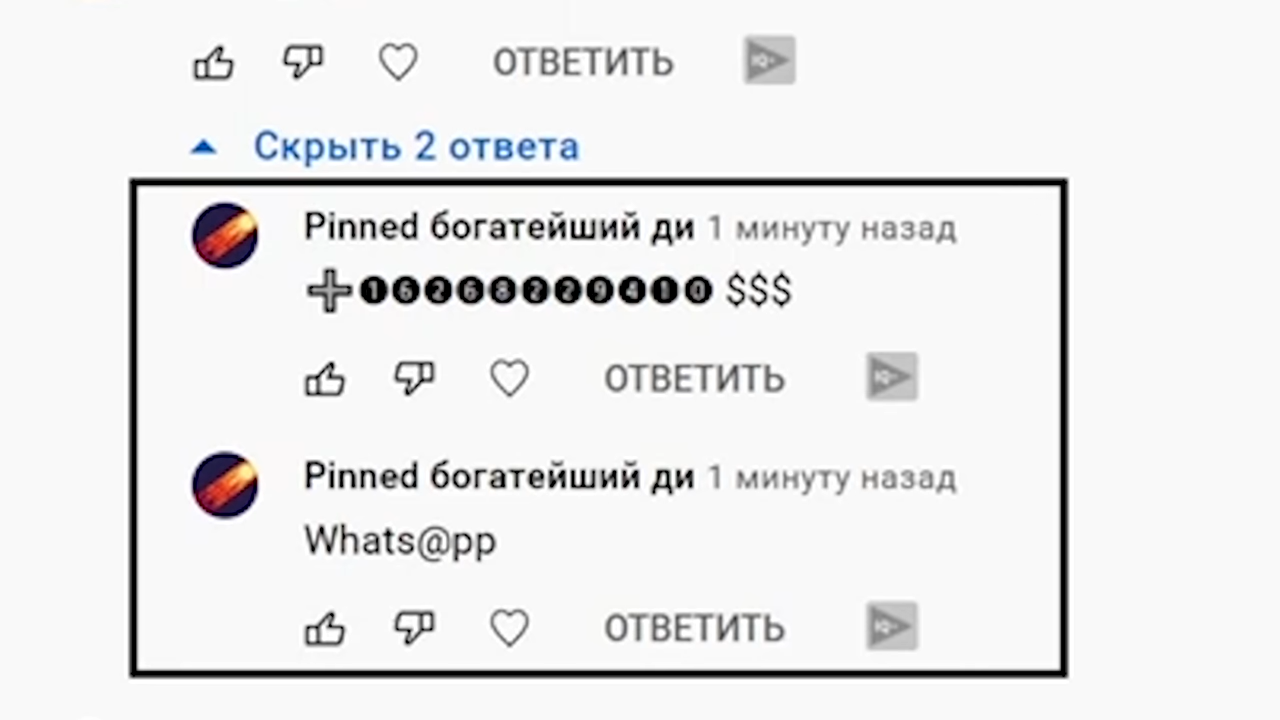 ОТВЕТИТЬ
Скрыть 2 ответа
Pinned богатейший ди 1 минуту назад
➕❶❻❷❻❽❷❷❾❹❶⓿ $$$
ОТВЕТИТЬ
Pinned богатейший ди 1 минуту назад
Whats@pp
ОТВЕТИТЬ